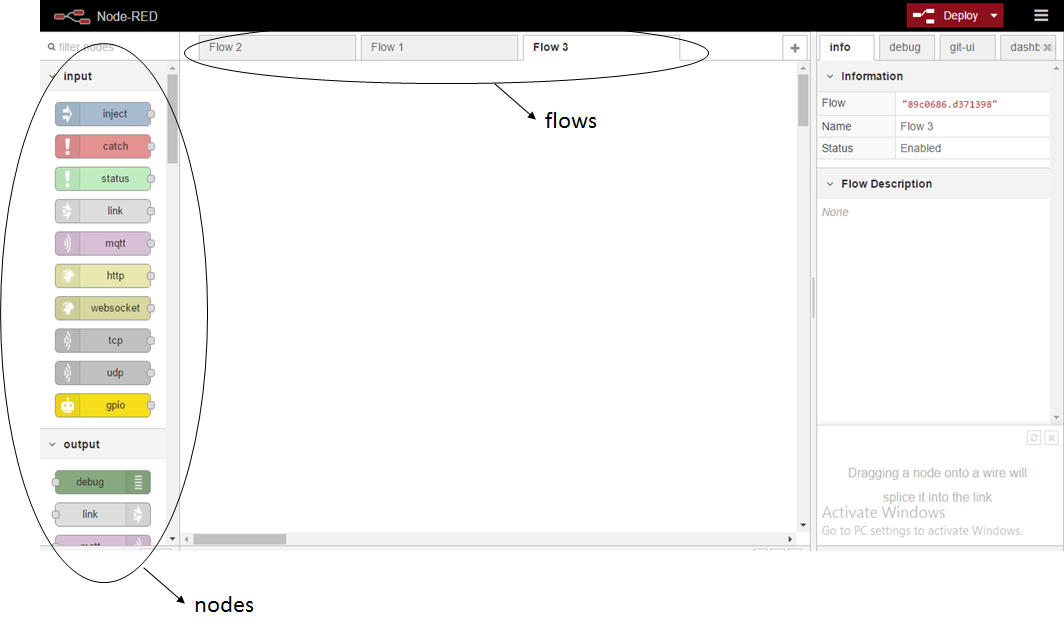 Node-RED
Deploy
filter nodes
Flow 2
Flow 1
Flow 3
+
info
debug
git-ui
dashb
input
inject
catch
status
link
mqtt
http
websocket
tcp
udp
gpio
output
debug
link
mqtt
flows
Information
Flow "89c0686.d371398"
Name Flow 3
Status Enabled
Flow Description
None
Dragging a node onto a wire will
splice it into the link
Activate Windows
Go to PC settings to activate Windows.
nodes